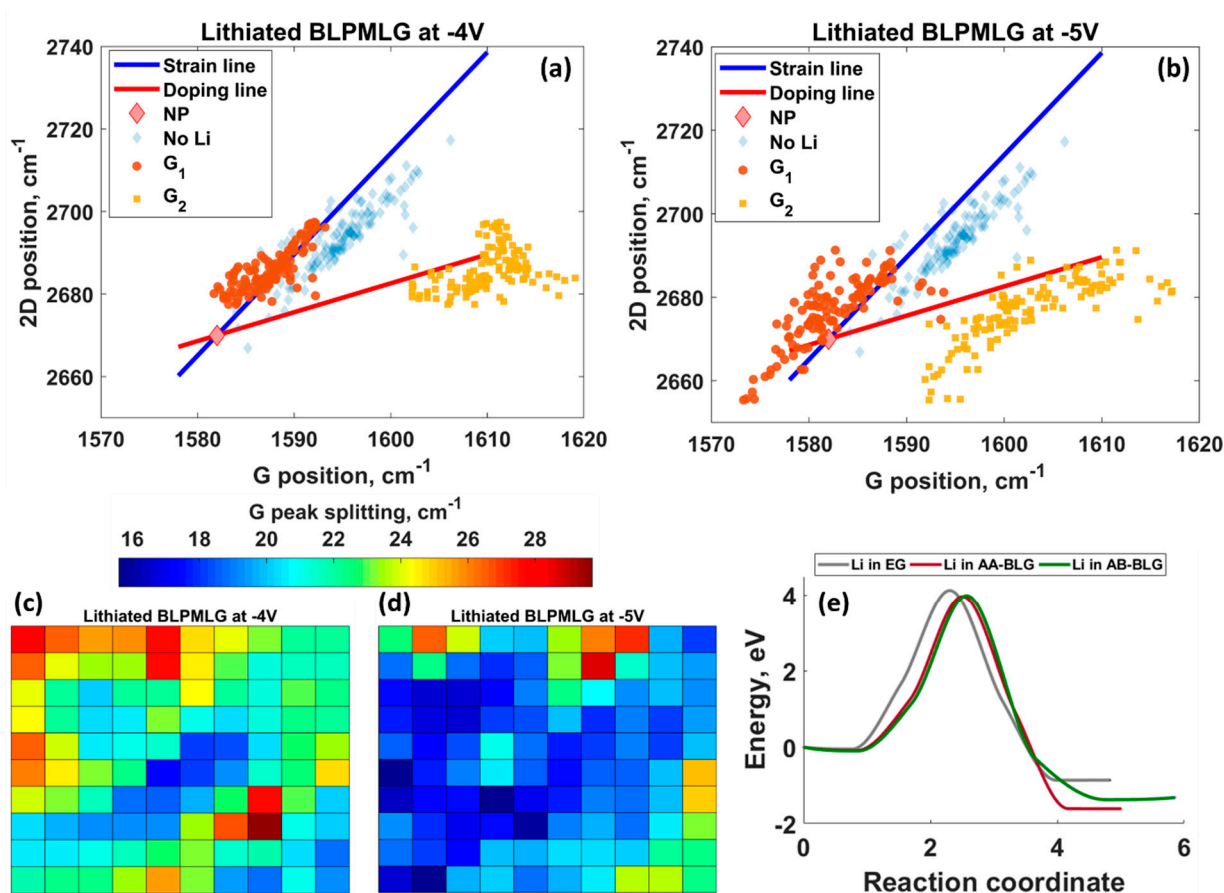 Lithiated BLPMLG at -4V
(a)
2D position, cm-1
2740
2720
2700
2680
2660
Strain line
Doping line
NP
No Li
G1
G2
1570 1580 1590 1600 1610 1620
G position, cm-1
Lithiated BLPMLG at -5V
(b)
2D position, cm-1
2740
2720
2700
2680
2660
Strain line
Doping line
NP
No Li
G1
G2
1570 1580 1590 1600 1610 1620
G position, cm-1
G peak splitting, cm-1
16 18 20 22 24 26 28
(c)
Lithiated BLPMLG at -4V
(d)
Lithiated BLPMLG at -5V
Li in EG Li in AA-BLG Li in AB-BLG
(e)
Energy, eV
4
2
0
-2
0 2 4 6
Reaction coordinate